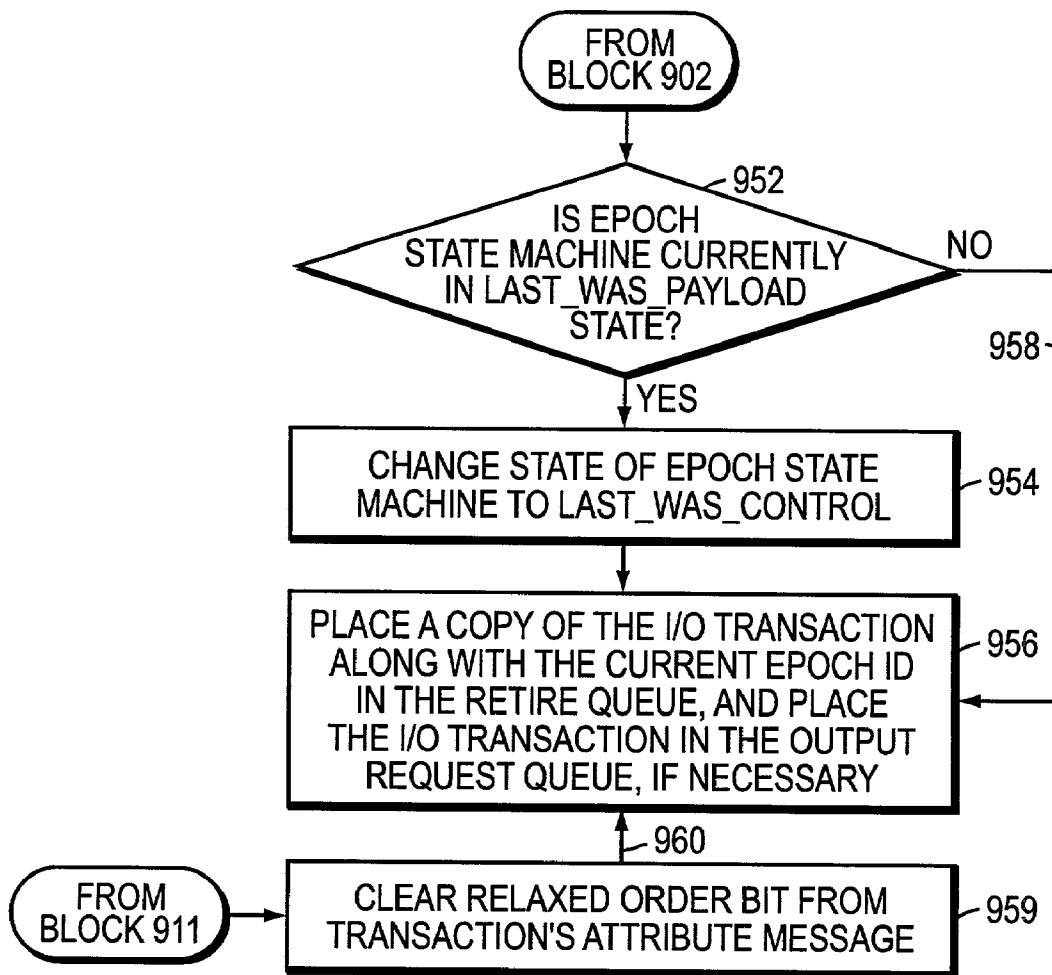 FROM
BLOCK 902
952
IS EPOCH
STATE MACHINE CURRENTLY
IN LAST_WAS_PAYLOAD
STATE?
NO
958
YES
CHANGE STATE OF EPOCH STATE
MACHINE TO LAST_WAS_CONTROL
954
PLACE A COPY OF THE I/O TRANSACTION
ALONG WITH THE CURRENT EPOCH ID
IN THE RETIRE QUEUE, AND PLACE
THE I/O TRANSACTION IN THE OUTPUT
REQUEST QUEUE, IF NECESSARY
956
960
FROM
BLOCK 911
CLEAR RELAXED ORDER BIT FROM
TRANSACTION'S ATTRIBUTE MESSAGE
959